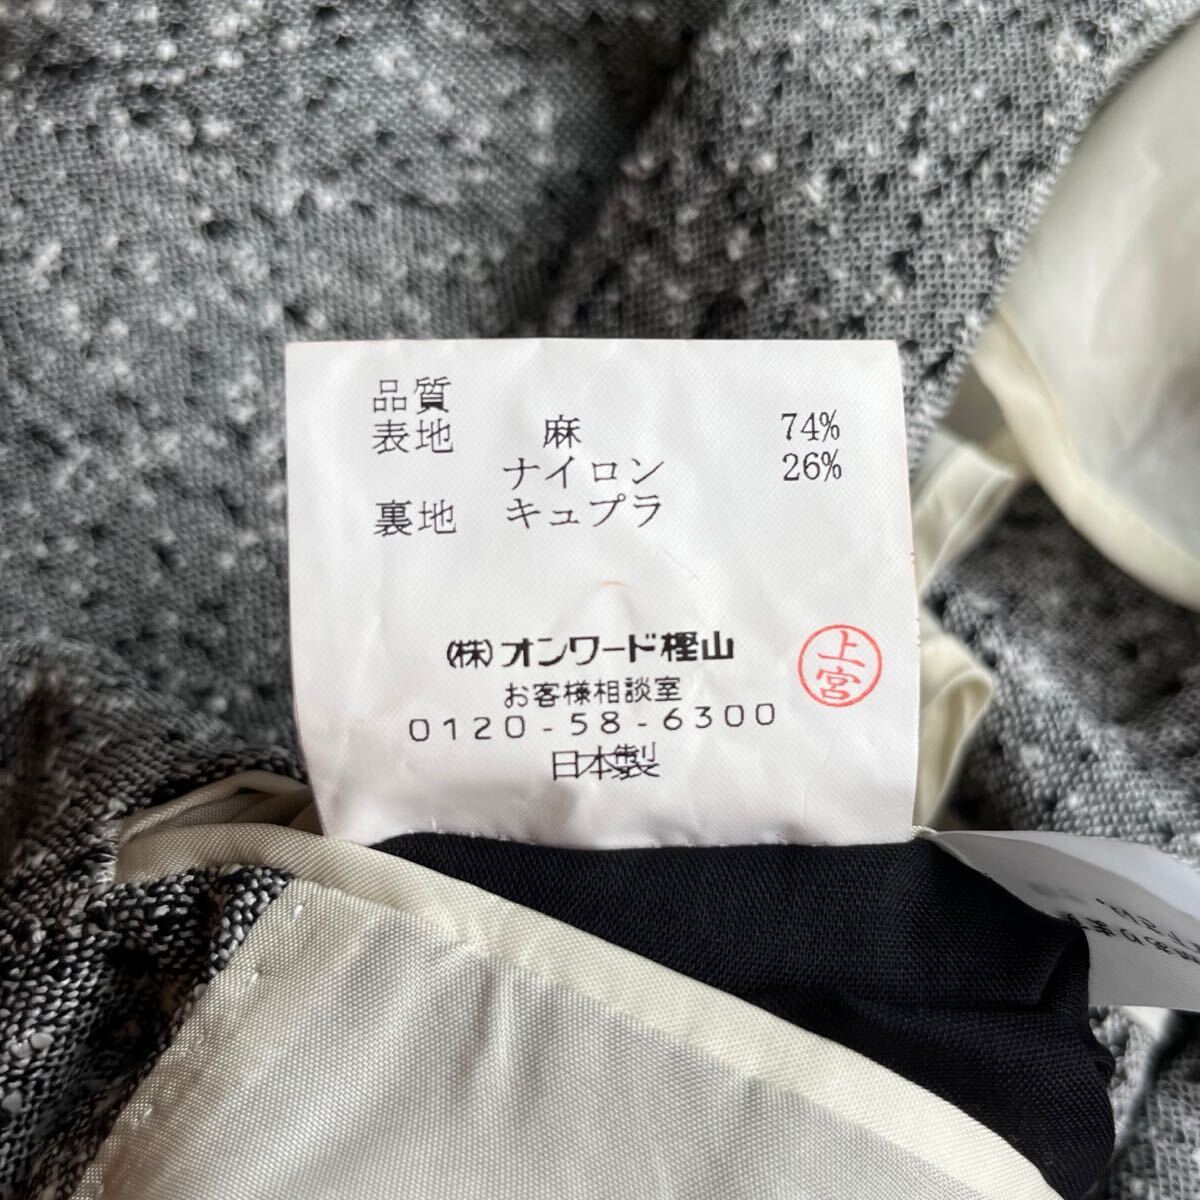 品質
表地 麻 74%
ナイロン 26%
裏地 キュプラ
(株)オンワード樫山
お客様相談室
0120-58-6300
日本製
上宮